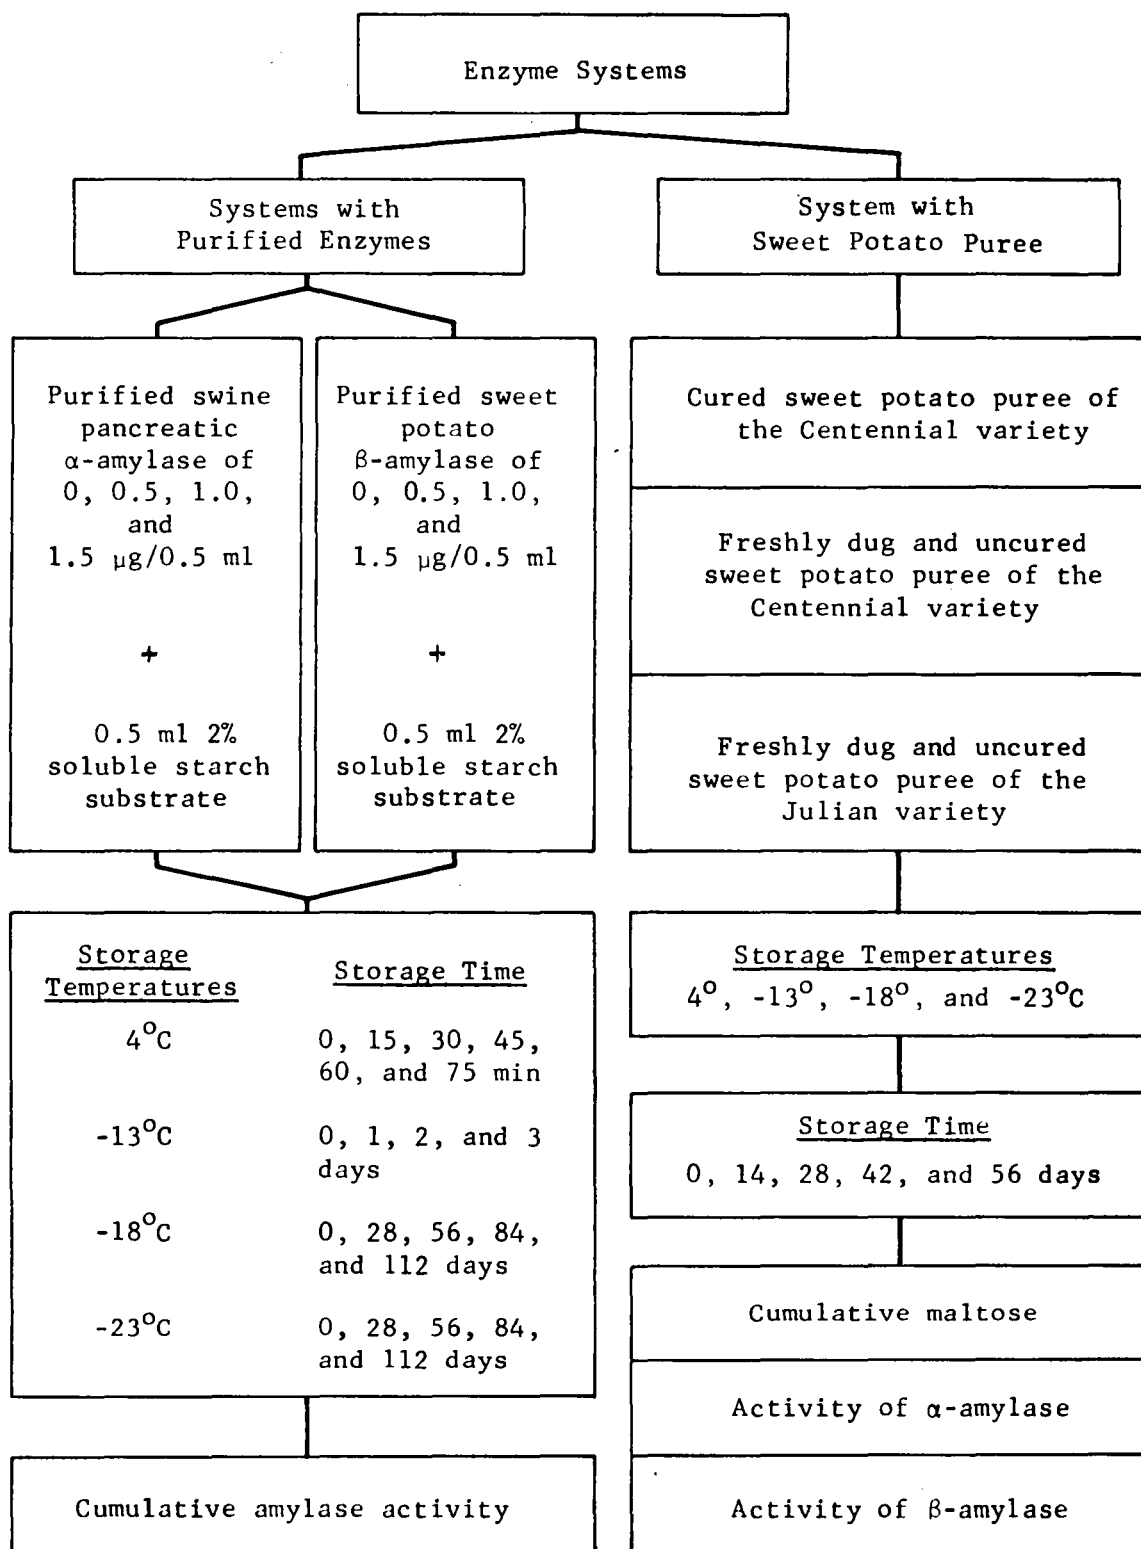 Enzyme Systems
Systems with
Purified Enzymes
System with
Sweet Potato Puree
Purified swine
pancreatic
α-amylase of
0, 0.5, 1.0,
and
1.5 μg/0.5 ml
+
0.5 ml 2%
soluble starch
substrate
Purified sweet
potato
β-amylase of
0, 0.5, 1.0,
and
1.5 μg/0.5 ml
+
0.5 ml 2%
soluble starch
substrate
Cured sweet potato puree of
the Centennial variety
Freshly dug and uncured
sweet potato puree of the
Centennial variety
Freshly dug and uncured
sweet potato puree of the
Julian variety
Storage
Temperatures
Storage Time
4°C
0, 15, 30, 45,
60, and 75 min
-13°C
0, 1, 2, and 3
days
-18°C
0, 28, 56, 84,
and 112 days
-23°C
0, 28, 56, 84,
and 112 days
Cumulative amylase activity
Storage Temperatures
4°, -13°, -18°, and -23°C
Storage Time
0, 14, 28, 42, and 56 days
Cumulative maltose
Activity of α-amylase
Activity of β-amylase